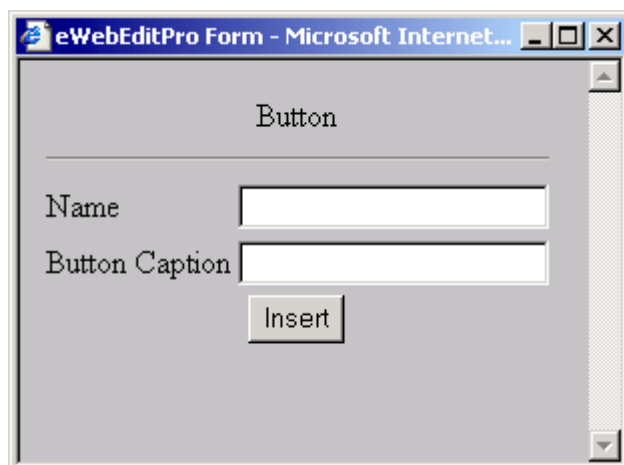 eWebEditPro Form - Microsoft Internet...
Button
Name
Button Caption
Insert